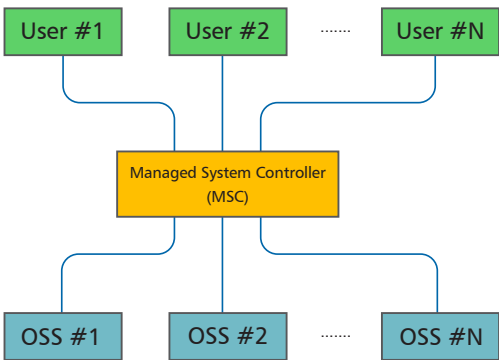 User #1
User #2
.......
User #N
Managed System Controller
(MSC)
OSS #1
OSS #2
.......
OSS #N